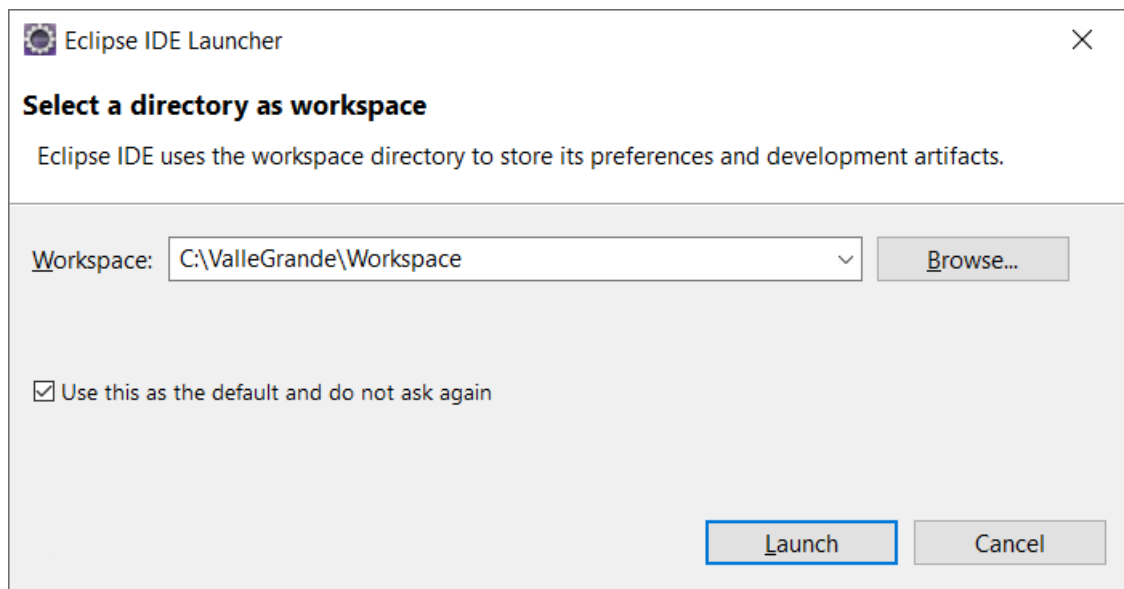 Eclipse IDE Launcher
Select a directory as workspace
Eclipse IDE uses the workspace directory to store its preferences and development artifacts.
Workspace: C:\ValleGrande\Workspace Browse...
Use this as the default and do not ask again
Launch Cancel